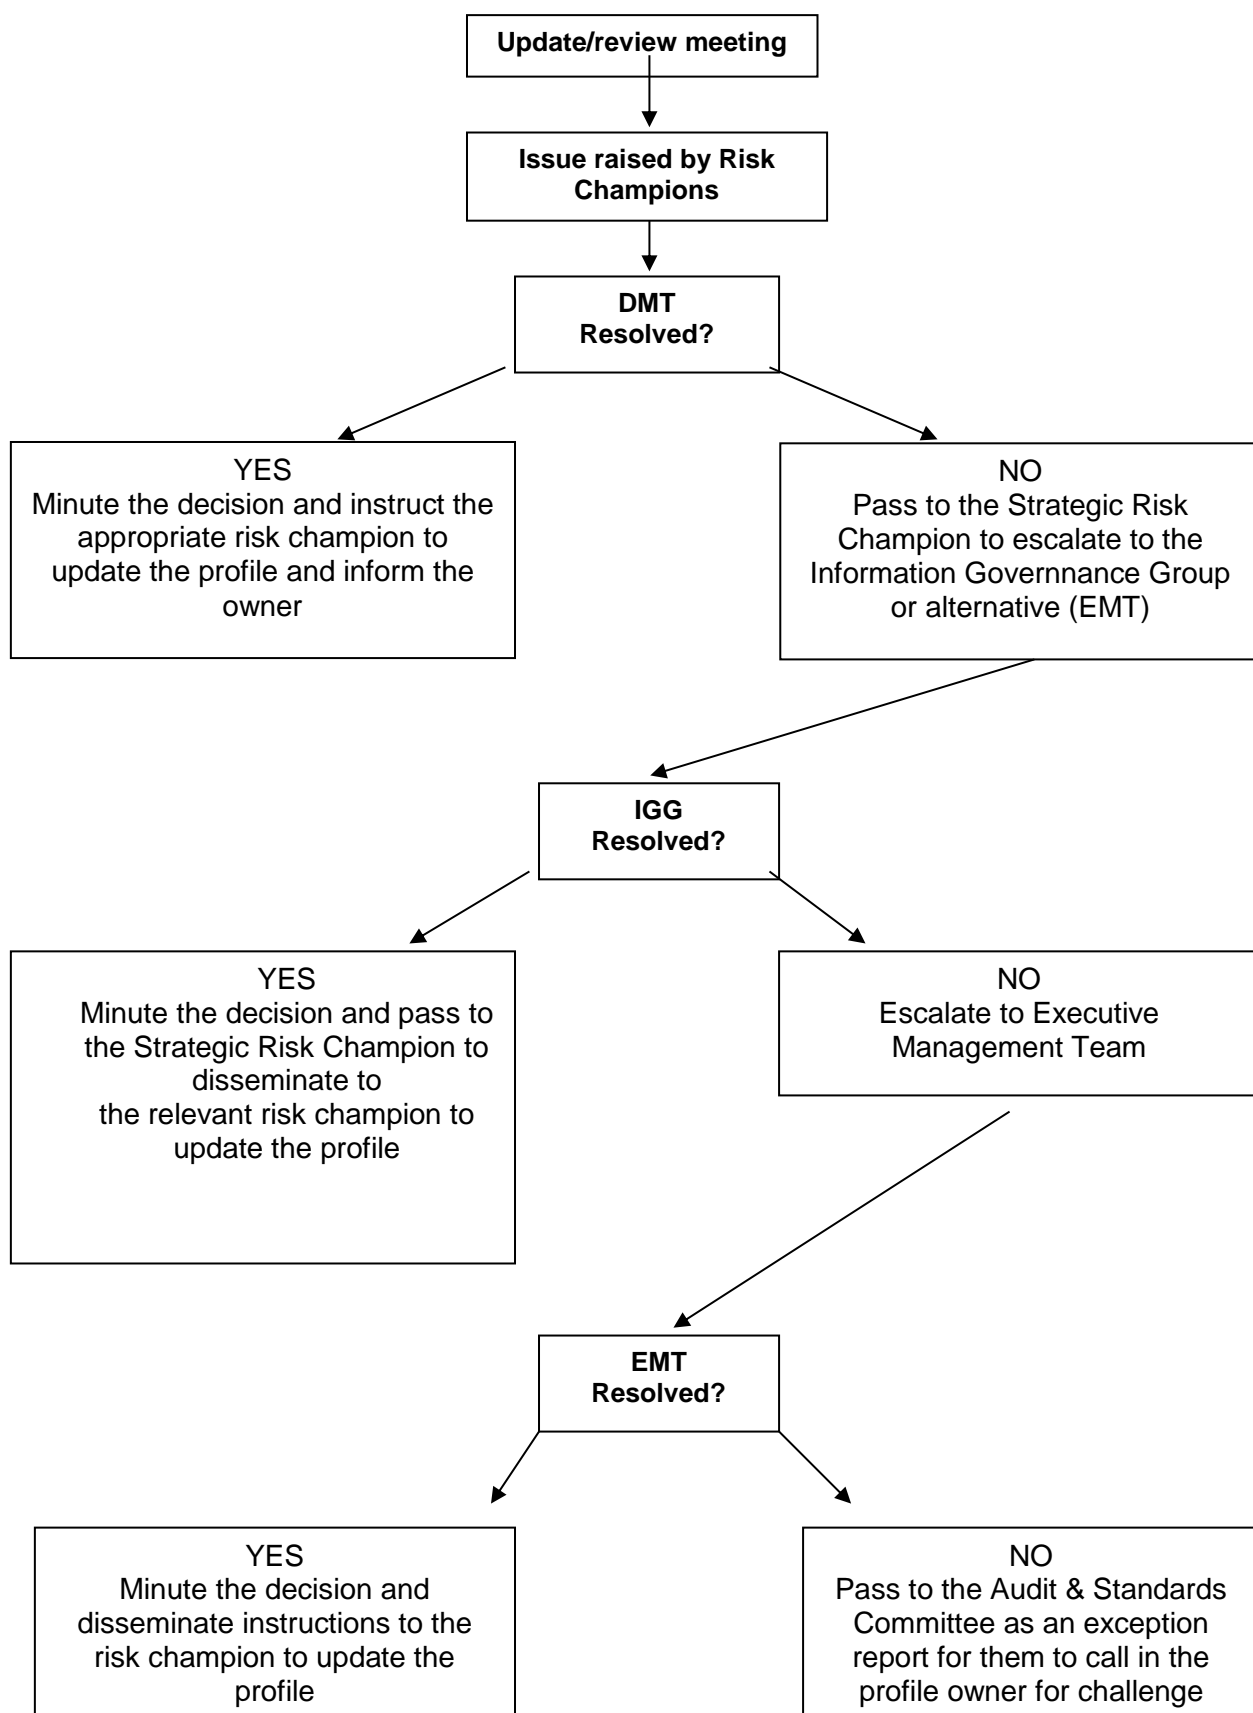 Update/review meeting
Issue raised by Risk
Champions
DMT
Resolved?
YES
Minute the decision and instruct the
appropriate risk champion to
update the profile and inform the
owner
NO
Pass to the Strategic Risk
Champion to escalate to the
Information Governnance Group
or alternative (EMT)
IGG
Resolved?
YES
Minute the decision and pass to
the Strategic Risk Champion to
disseminate to
the relevant risk champion to
update the profile
NO
Escalate to Executive
Management Team
EMT
Resolved?
YES
Minute the decision and
disseminate instructions to the
risk champion to update the
profile
NO
Pass to the Audit & Standards
Committee as an exception
report for them to call in the
profile owner for challenge